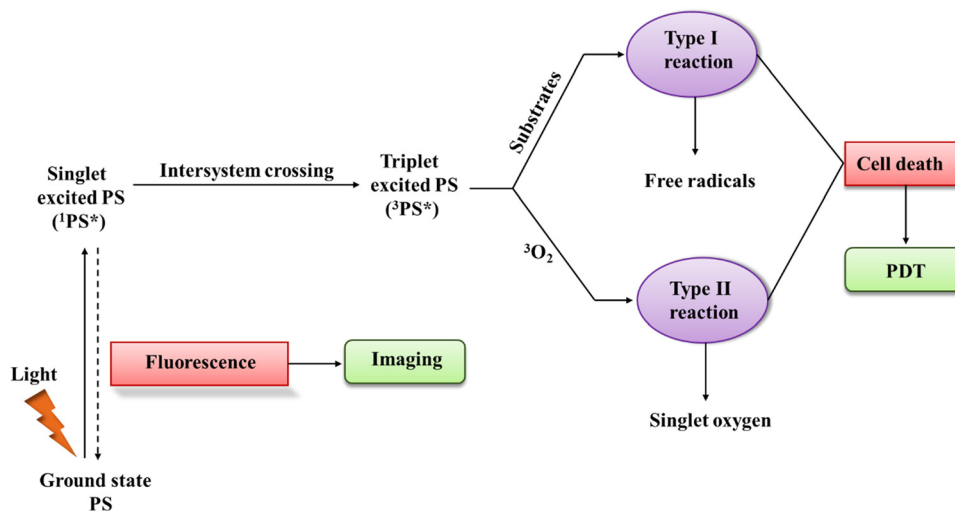 Type I
reaction
Substrates
Free radicals
Singlet
excited PS
(¹PS*)
Intersystem crossing
Triplet
excited PS
(³PS*)
Cell death
³O₂
PDT
Type II
reaction
Fluorescence
Imaging
Light
Singlet oxygen
Ground state
PS